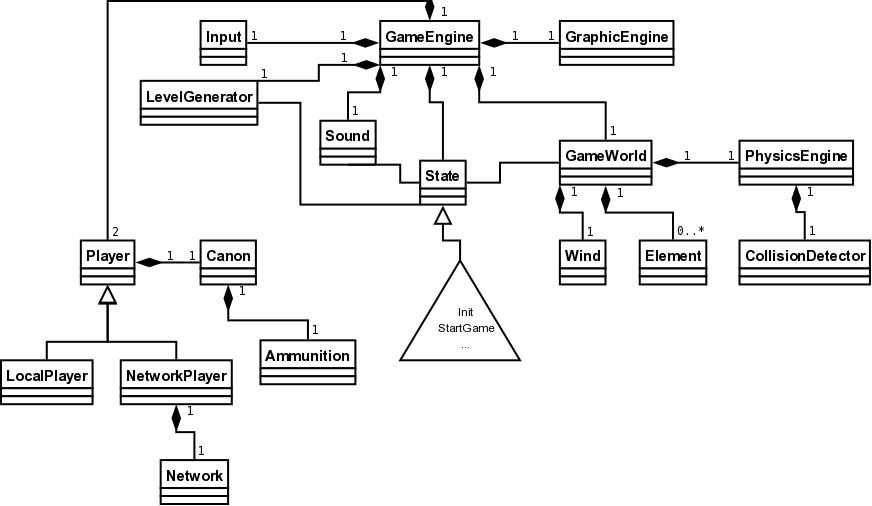 1
Input
1
1
GameEngine
1
1
GraphicEngine
1
1
1
1
1
LevelGenerator
1
Sound
1
GameWorld
1
1
PhysicsEngine
State
1
1
1
2
1
0..*
1
Player
1
1
Canon
Wind
Element
CollisionDetector
1
Init
StartGame
...
1
Ammunition
LocalPlayer
NetworkPlayer
1
1
Network